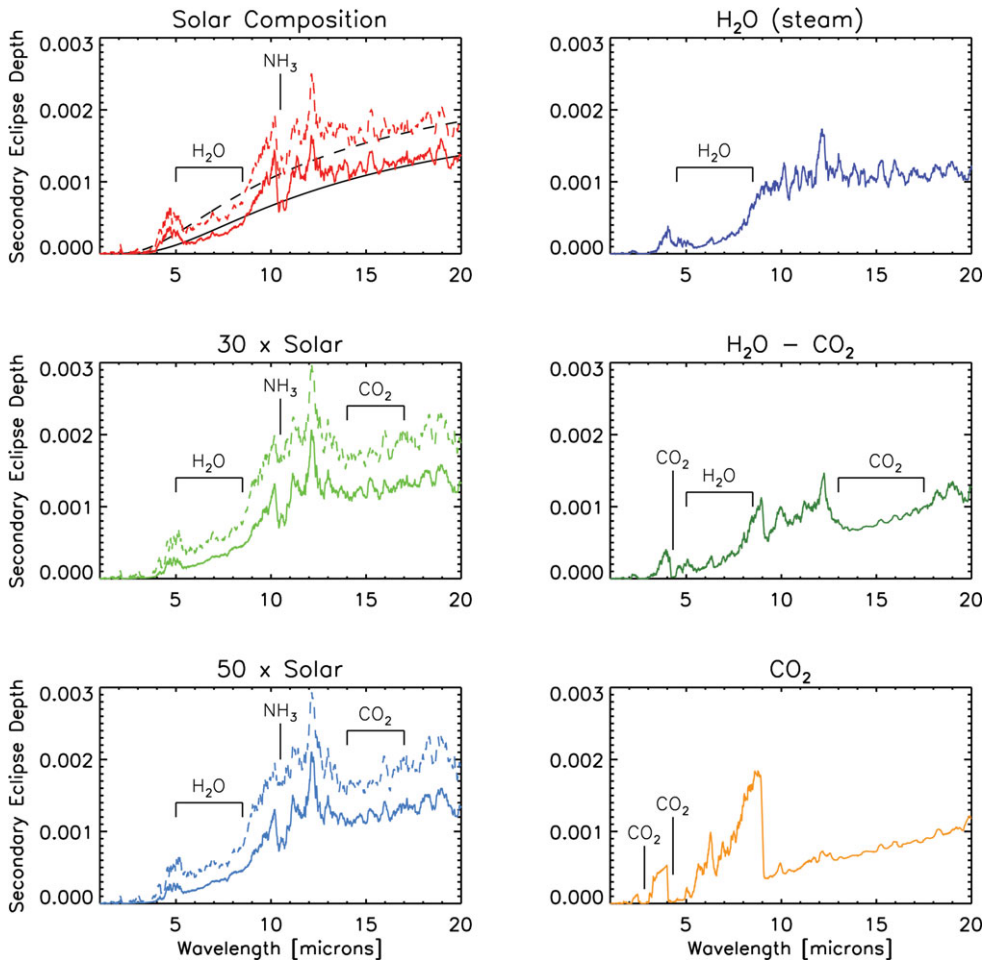 Solar Composition
H₂O (steam)
Secondary Eclipse Depth
0.003
0.002
0.001
0.000
NH₃
H₂O
5 10 15 20
0.003
0.002
0.001
0.000
H₂O
5 10 15 20
30 x Solar
H₂O – CO₂
Secondary Eclipse Depth
0.003
0.002
0.001
0.000
NH₃
CO₂
H₂O
5 10 15 20
0.003
0.002
0.001
0.000
CO₂
H₂O
CO₂
5 10 15 20
50 x Solar
CO₂
Secondary Eclipse Depth
0.003
0.002
0.001
0.000
NH₃
CO₂
H₂O
5 10 15 20
Wavelength [microns]
0.003
0.002
0.001
0.000
CO₂
CO₂
5 10 15 20
Wavelength [microns]